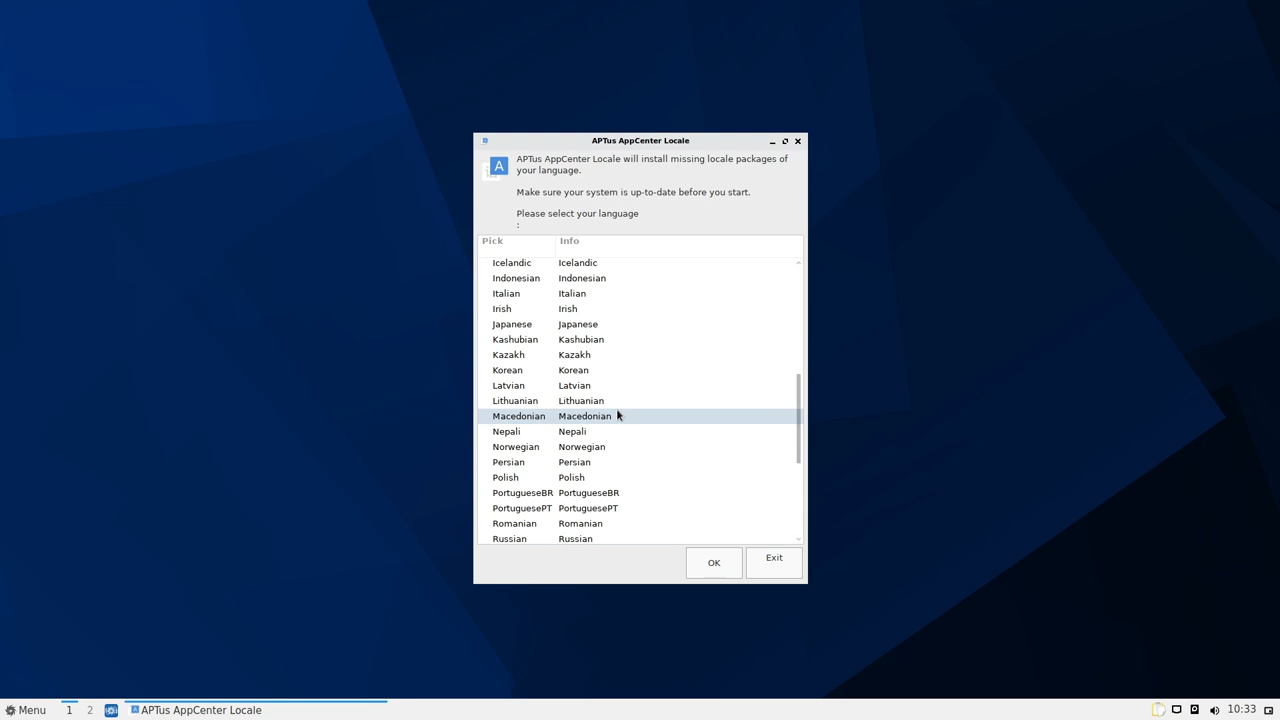 APTus AppCenter Locale
A
APTus AppCenter Locale will install missing locale packages of
your language.
Make sure your system is up-to-date before you start.
Please select your language
:
Pick Info
Icelandic Icelandic
Indonesian Indonesian
Italian Italian
Irish Irish
Japanese Japanese
Kashubian Kashubian
Kazakh Kazakh
Korean Korean
Latvian Latvian
Lithuanian Lithuanian
Macedonian Macedonian
Nepali Nepali
Norwegian Norwegian
Persian Persian
Polish Polish
PortugueseBR PortugueseBR
PortuguesePT PortuguesePT
Romanian Romanian
Russian Russian
OK Exit
Menu 1 2 APTus AppCenter Locale 10:33